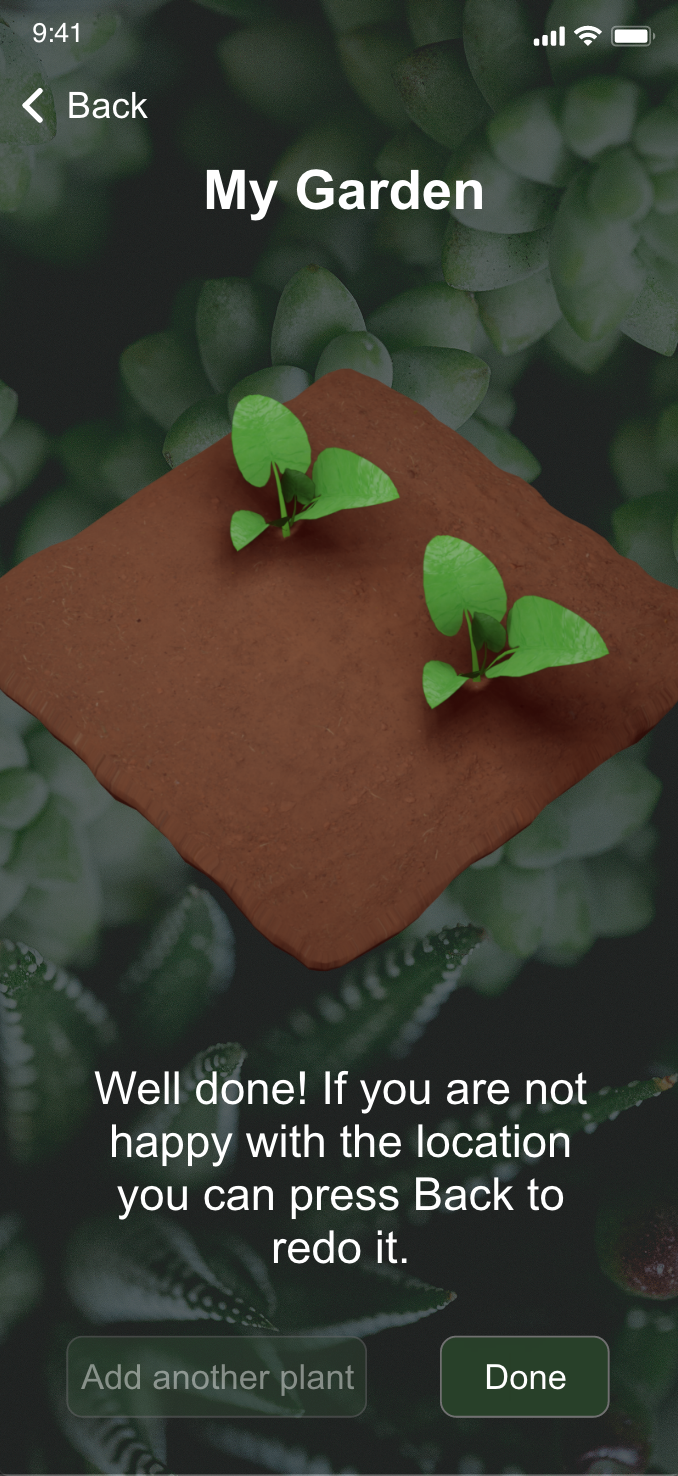 9:41
Back
My Garden
Well done! If you are not
happy with the location
you can press Back to
redo it.
Add another plant
Done